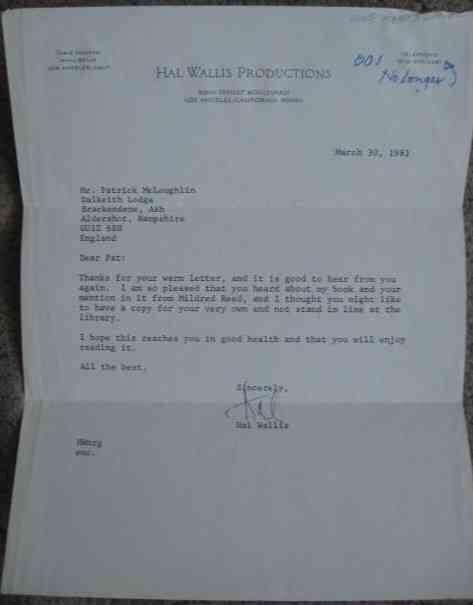 HAL WALLIS PRODUCTIONS
LOS ANGELES, CALIFORNIA
001
No longer
March 30, 1981
Mr. Patrick McLoughlin
Dalkeith Lodge
Brackendene, Ash
Aldershot, Hampshire
GU12 6BN
England
Dear Pat:
Thanks for your warm letter, and it is good to hear from you
again. I am so pleased that you heard about my book and your
mention in it from Mildred Reed, and I thought you might like
to have a copy for your very own and not stand in line at the
library.
I hope this reaches you in good health and that you will enjoy
reading it.
All the best.
Sincerely,
Hal
Hal Wallis
HW:rg
enc.